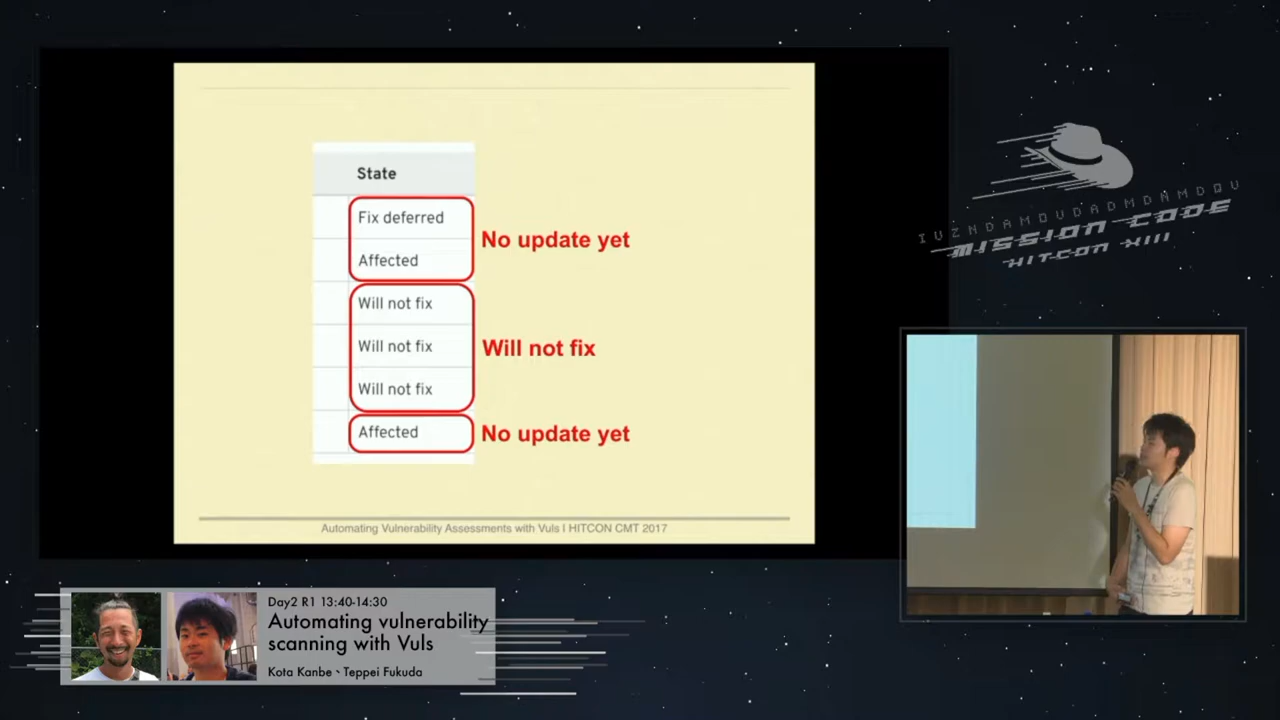 State
Fix deferred
Affected
No update yet
Will not fix
Will not fix
Will not fix
Will not fix
Affected
No update yet
Automating Vulnerability Assessments with Vuls I HITCON CMT 2017
MISSION CODE
HITCON XIII
Day2 R1 13:40-14:30
Automating vulnerability
scanning with Vuls
Kota Kanbe、Teppei Fukuda